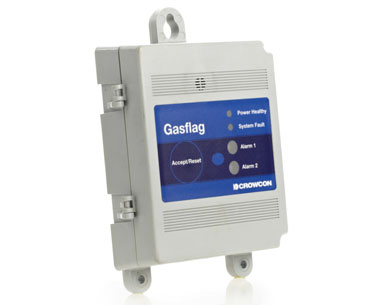 Gasflag
Power Healthy
System Fault
Accept/Reset
Alarm 1
Alarm 2
CROWCON